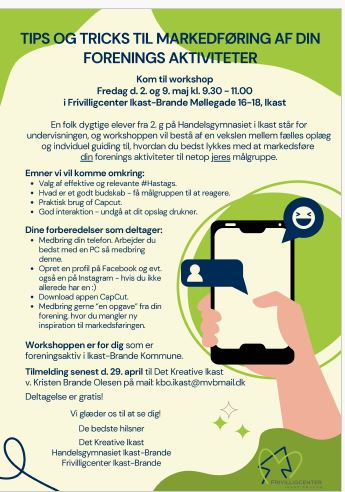 TIPS OG TRICKS TIL MARKEDFØRING AF DIN
FORENINGS AKTIVITETER
Kom til workshop
Fredag d. 2. og 9. maj kl. 9.30 - 11.00
i Frivilligcenter Ikast-Brande Møllegade 16-18, Ikast
En folk dygtige elever fra 2. g på Handelsgymnasiet i Ikast står for
undervisningen, og workshoppen vil bestå af en vekslen mellem fælles oplæg
og indviduel guiding til, hvordan du bedst lykkes med at markedsføre
din forenings aktiviteter til netop jeres målgruppe.
Emner vi vil komme omkring:
• Valg af effektive og relevante #Hastags.
• Hvad er et godt budskab - få målgruppen til at reagere.
• Praktisk brug af Capcut.
• God interaktion - undgå at dit opslag drukner.
Dine forberedelser som deltager:
• Medbring din telefon. Arbejder du
bedst med en PC så medbring
denne.
• Opret en profil på Facebook og evt.
også en på Instagram - hvis du ikke
allerede har en :)
• Download appen CapCut.
• Medbring gerne "en opgave" fra din
forening, hvor du mangler ny
inspiration til markedsføringen.
Workshoppen er for dig som er
foreningsaktiv i Ikast-Brande Kommune.
Tilmelding senest d. 29. april til Det Kreative Ikast
v. Kristen Brande Olesen på mail: kbo.ikast@mvbmail.dk
Deltagelse er gratis!
Vi glæder os til at se dig!
De bedste hilsner
Det Kreative Ikast
Handelsgymnasiet Ikast-Brande
Frivilligcenter Ikast-Brande
FRIVILLIGCENTER